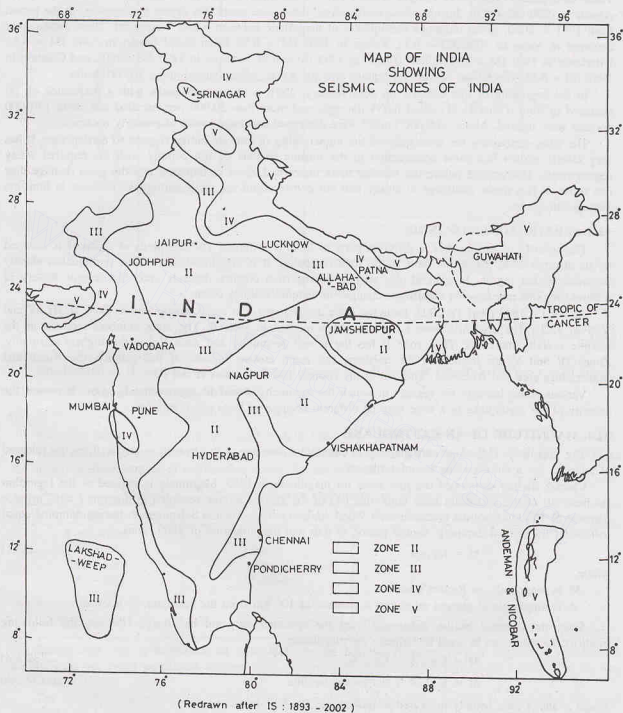 72° 76° 80° 84° 88° 92° 96°
36°
32°
28°
24°
20°
16°
12°
8°
36°
32°
28°
24°
20°
16°
12°
8°
MAP OF INDIA
SHOWING
SEISMIC ZONES OF INDIA
IV
V
SRINAGAR
IV
V
V
III
IV
III
JAIPUR
JODHPUR
II
LUCKNOW
III
ALLAHA-
BAD
IV
PATNA
V
V
GUWAHATI
V
IV
INDIA
TROPIC OF
CANCER
JAMSHEDPUR
II
IV
VADODARA
III
NAGPUR
MUMBAI
PUNE
IV
II
III
II
HYDERABAD
VISHAKHAPATNAM
III
CHENNAI
PONDICHERRY
LAKSHAD-
WEEP
III
III
ZONE II
ZONE III
ZONE IV
ZONE V
ANDEMAN & NICOBAR
V
72° 76° 80° 84° 88° 92°
(Redrawn after IS : 1893 - 2002)